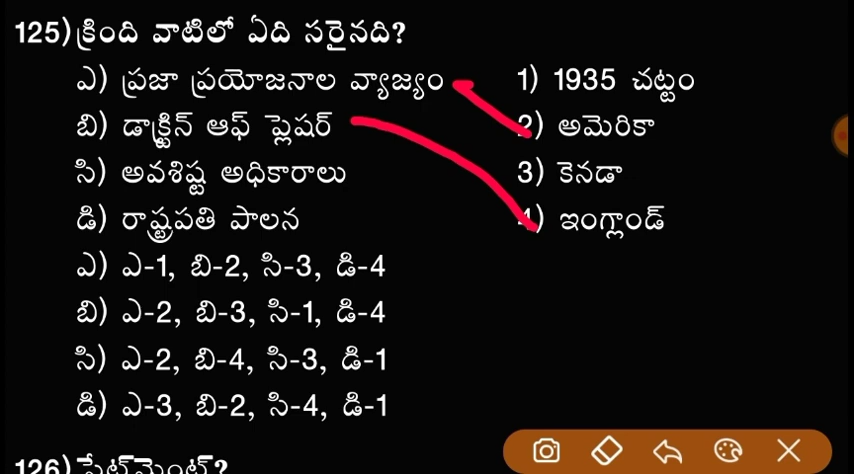 125) క్రింది వాటిలో ఏది సరైనది?
ఎ) ప్రజా ప్రయోజనాల వ్యాజ్యం 1) 1935 చట్టం
బి) డాక్ట్రిన్ ఆఫ్ ప్లెషర్ 2) అమెరికా
సి) అవశిష్ట అధికారాలు 3) కెనడా
డి) రాష్ట్రపతి పాలన 4) ఇంగ్లాండ్
ఎ) ఎ-1, బి-2, సి-3, డి-4
బి) ఎ-2, బి-3, సి-1, డి-4
సి) ఎ-2, బి-4, సి-3, డి-1
డి) ఎ-3, బి-2, సి-4, డి-1
126) స్టేట్‌మెంట్?